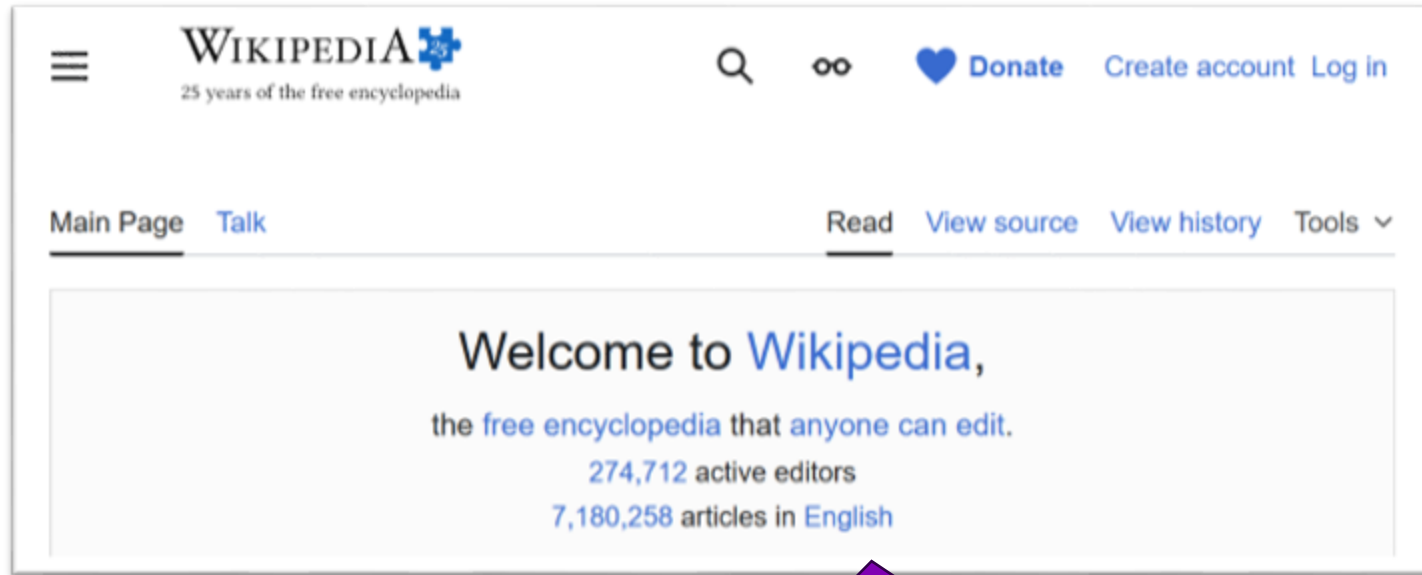 WIKIPEDIA 25
25 years of the free encyclopedia
Donate Create account Log in
Main Page Talk Read View source View history Tools
Welcome to Wikipedia,
the free encyclopedia that anyone can edit.
274,712 active editors
7,180,258 articles in English